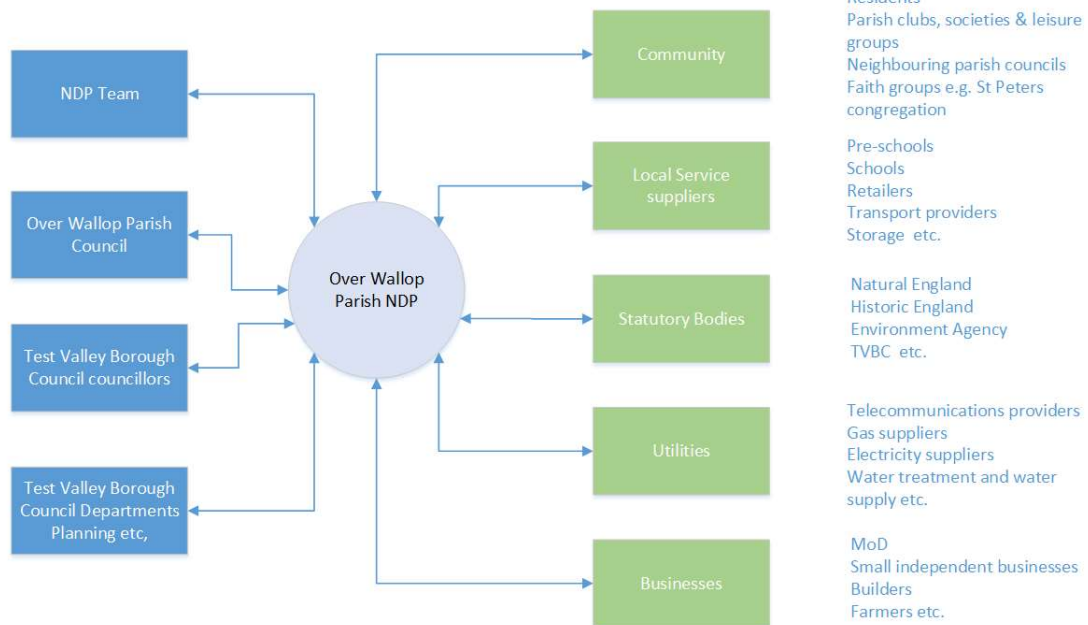 NDP Team
Over Wallop Parish
Council
Test Valley Borough
Council councillors
Test Valley Borough
Council Departments
Planning etc,
Over Wallop
Parish NDP
Community
Local Service
suppliers
Statutory Bodies
Utilities
Businesses
Residents
Parish clubs, societies & leisure
groups
Neighbouring parish councils
Faith groups e.g. St Peters
congregation
Pre-schools
Schools
Retailers
Transport providers
Storage etc.
Natural England
Historic England
Environment Agency
TVBC etc.
Telecommunications providers
Gas suppliers
Electricity suppliers
Water treatment and water
supply etc.
MoD
Small independent businesses
Builders
Farmers etc.